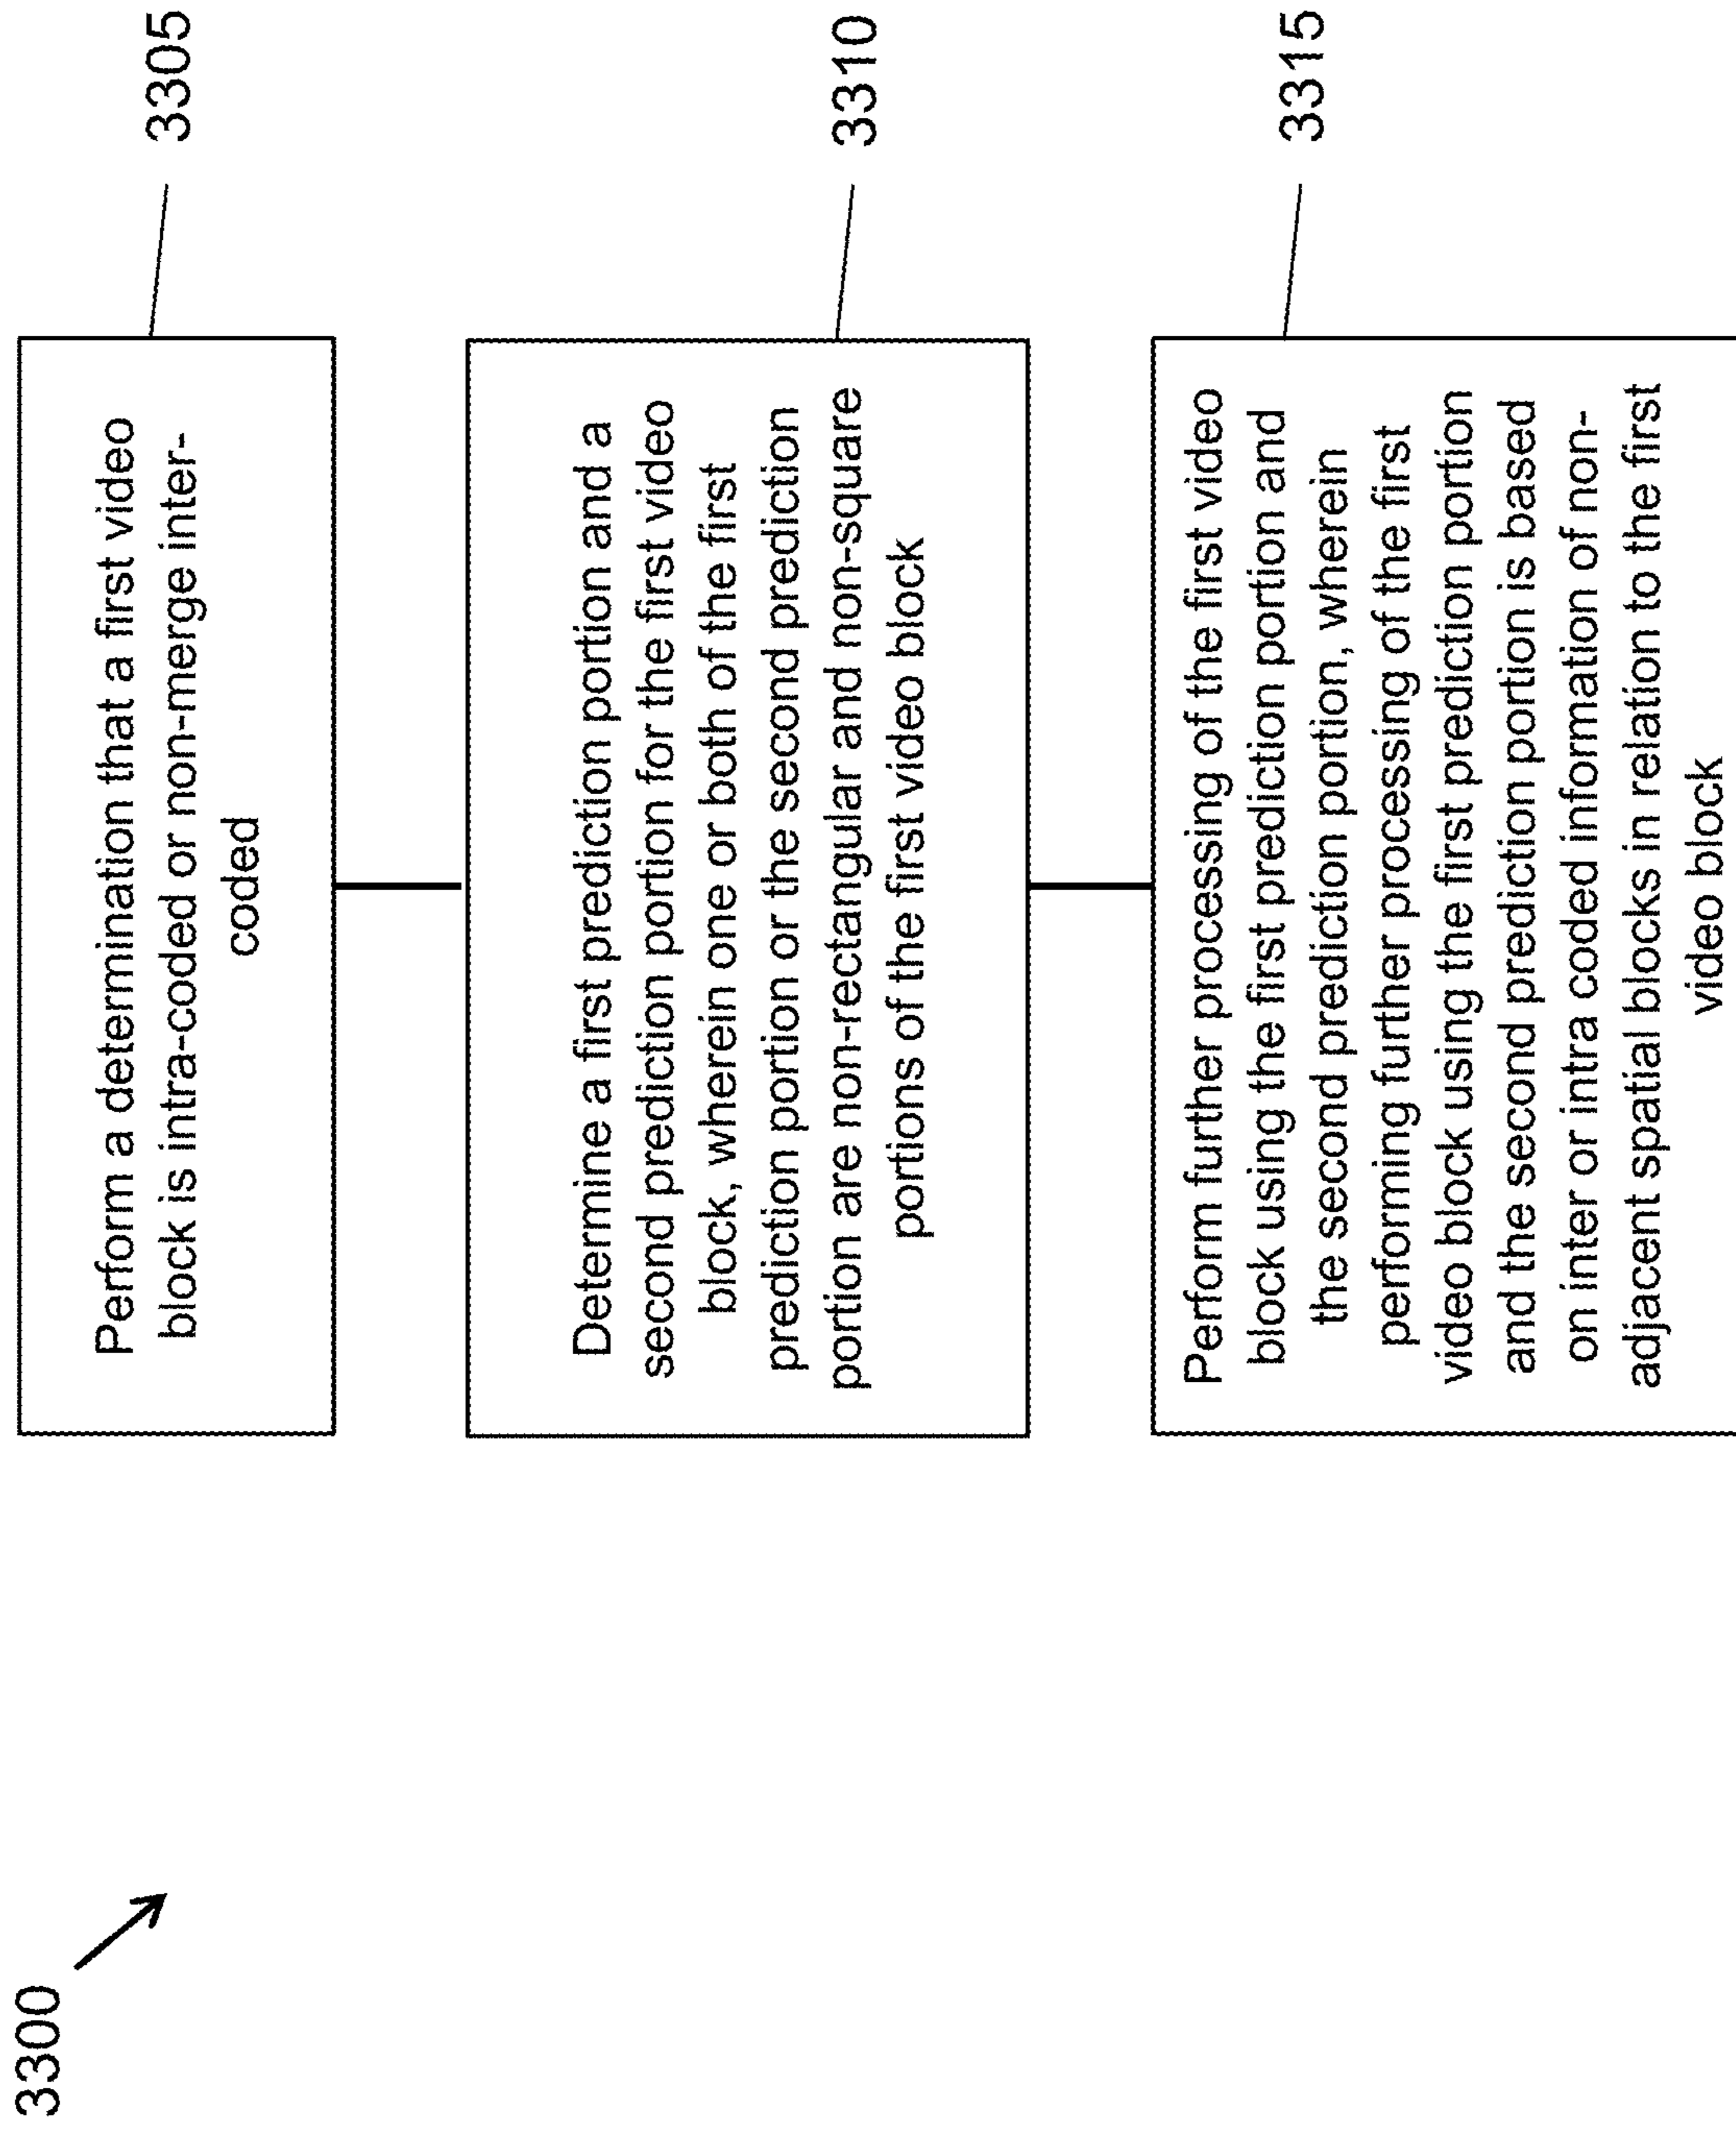 3300
Perform a determination that a first video
block is intra-coded or non-merge inter-
coded
3305
Determine a first prediction portion and a
second prediction portion for the first video
block, wherein one or both of the first
prediction portion or the second prediction
portion are non-rectangular and non-square
portions of the first video block
3310
Perform further processing of the first video
block using the first prediction portion and
the second prediction portion, wherein
performing further processing of the first
video block using the first prediction portion
and the second prediction portion is based
on inter or intra coded information of non-
adjacent spatial blocks in relation to the first
video block
3315